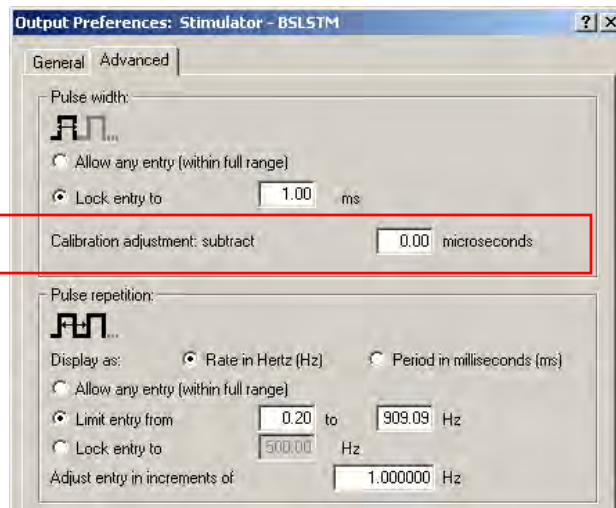 Output Preferences: Stimulator - BSLSTM
General Advanced
Pulse width:
Allow any entry (within full range)
Lock entry to 1.00 ms
Calibration adjustment: subtract 0.00 microseconds
Pulse repetition:
Display as: Rate in Hertz (Hz) Period in milliseconds (ms)
Allow any entry (within full range)
Limit entry from 0.20 to 909.09 Hz
Lock entry to 500.00 Hz
Adjust entry in increments of 1.000000 Hz